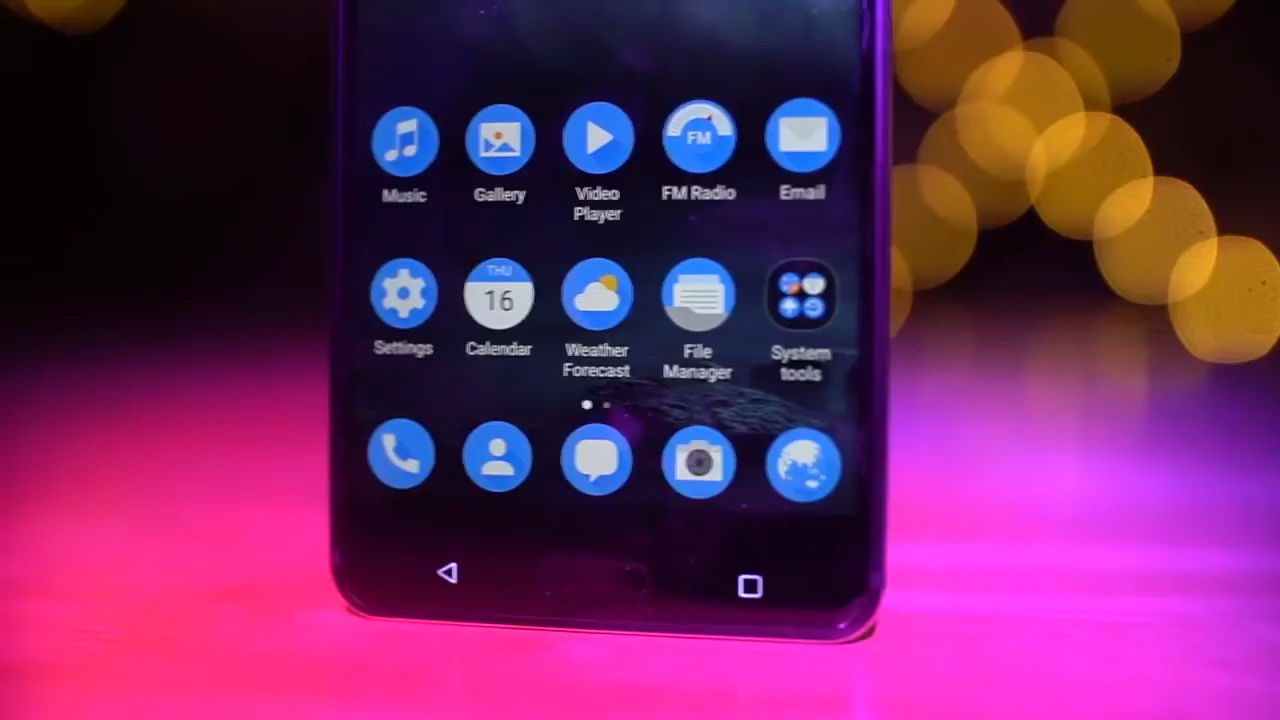 FM
Music
Gallery
Video
Player
FM Radio
Email
THU
16
Settings
Calendar
Weather
Forecast
File
Manager
System
tools